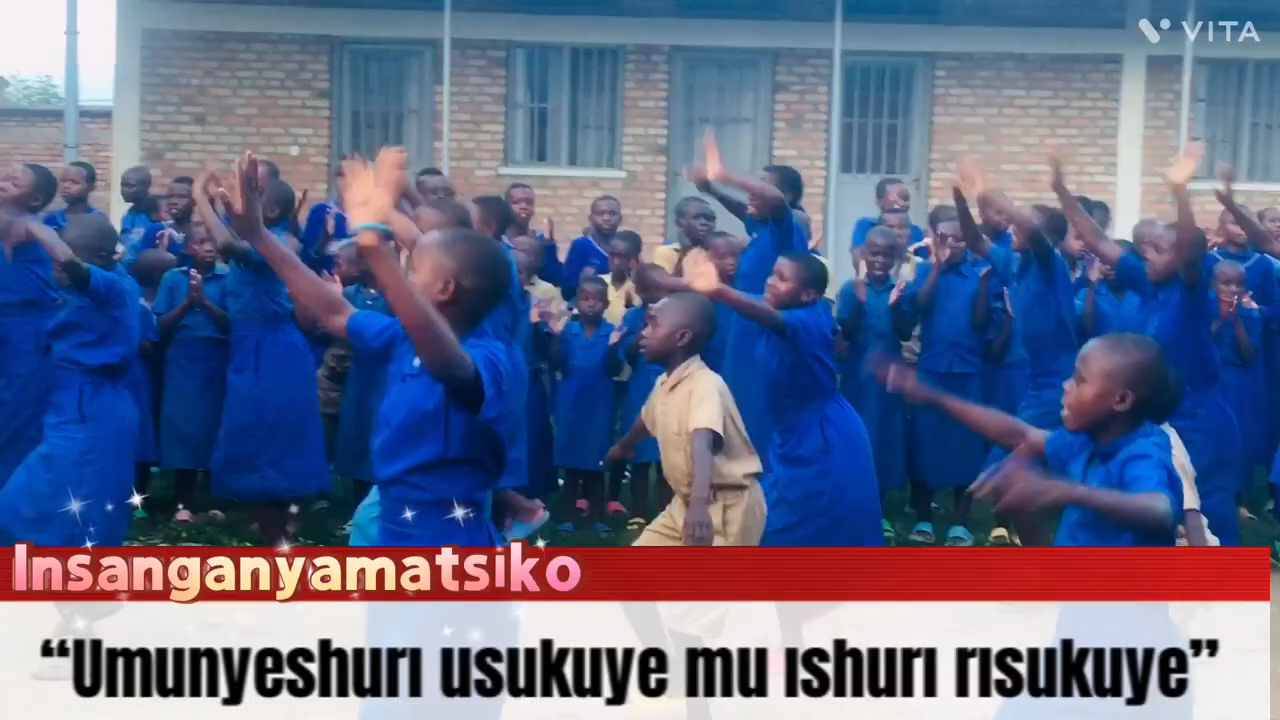 VITA
Insanganyamatsiko
“Umunyeshuri usukuye mu ishuri risukuye”